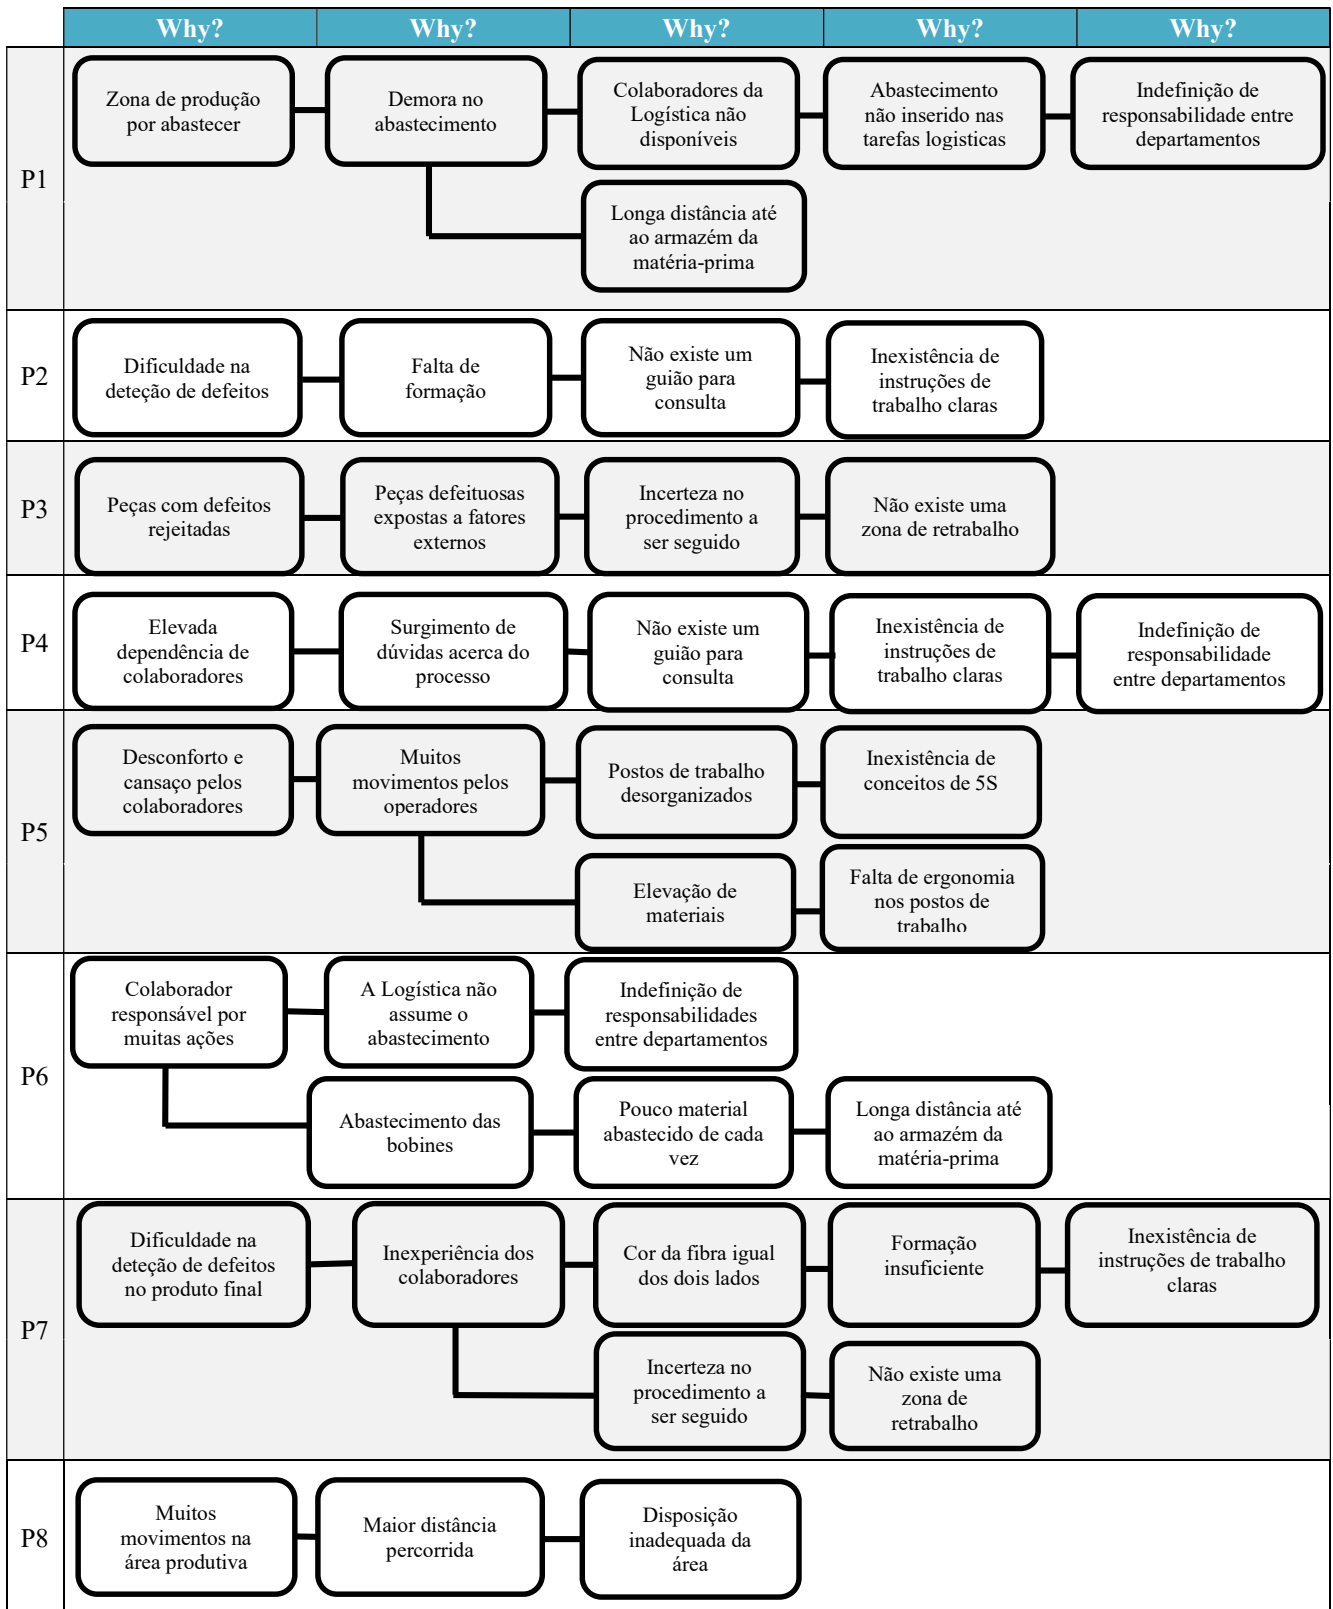 Why? Why? Why? Why? Why?
P1
Zona de produção
por abastecer
Demora no
abastecimento
Colaboradores da
Logística não
disponíveis
Abastecimento
não inserido nas
tarefas logisticas
Indefinição de
responsabilidade entre
departamentos
Longa distância até
ao armazém da
matéria-prima
P2
Dificuldade na
deteção de defeitos
Falta de
formação
Não existe um
guião para
consulta
Inexistência de
instruções de
trabalho claras
P3
Peças com defeitos
rejeitadas
Peças defeituosas
expostas a fatores
externos
Incerteza no
procedimento a
ser seguido
Não existe uma
zona de retrabalho
P4
Elevada
dependência de
colaboradores
Surgimento de
dúvidas acerca do
processo
Não existe um
guião para
consulta
Inexistência de
instruções de
trabalho claras
Indefinição de
responsabilidade
entre departamentos
P5
Desconforto e
cansaço pelos
colaboradores
Muitos
movimentos pelos
operadores
Postos de trabalho
desorganizados
Inexistência de
conceitos de 5S
Elevação de
materiais
Falta de ergonomia
nos postos de
trabalho
P6
Colaborador
responsável por
muitas ações
A Logística não
assume o
abastecimento
Indefinição de
responsabilidades
entre departamentos
Abastecimento das
bobines
Pouco material
abastecido de cada
vez
Longa distância até
ao armazém da
matéria-prima
P7
Dificuldade na
deteção de defeitos
no produto final
Inexperiência dos
colaboradores
Cor da fibra igual
dos dois lados
Formação
insuficiente
Inexistência de
instruções de trabalho
claras
Incerteza no
procedimento a
ser seguido
Não existe uma
zona de
retrabalho
P8
Muitos
movimentos na
área produtiva
Maior distância
percorrida
Disposição
inadequada da
área